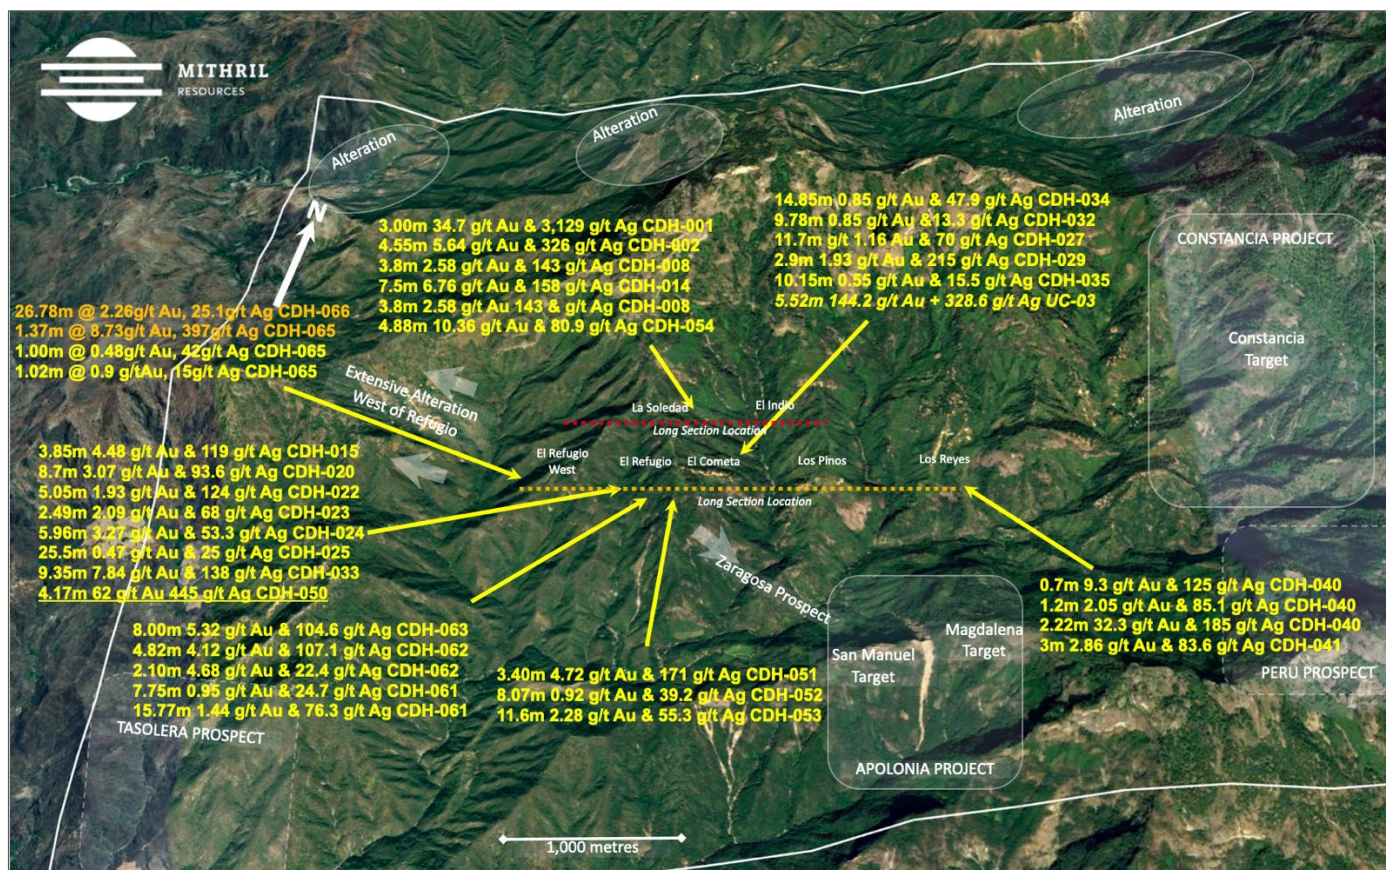 MITHRIL
RESOURCES
Alteration
Alteration
Alteration
N
3.00m 34.7 g/t Au & 3,129 g/t Ag CDH-001
4.55m 5.64 g/t Au & 326 g/t Ag CDH-002
3.8m 2.58 g/t Au & 143 g/t Ag CDH-008
7.5m 6.76 g/t Au & 158 g/t Ag CDH-014
3.8m 2.58 g/t Au 143 & g/t Ag CDH-008
4.88m 10.36 g/t Au & 80.9 g/t Ag CDH-054
14.85m 0.85 g/t Au & 47.9 g/t Ag CDH-034
9.78m 0.85 g/t Au &13.3 g/t Ag CDH-032
11.7m g/t 1.16 Au & 70 g/t Ag CDH-027
2.9m 1.93 g/t Au & 215 g/t Ag CDH-029
10.15m 0.55 g/t Au & 15.5 g/t Ag CDH-035
5.52m 144.2 g/t Au + 328.6 g/t Ag UC-03
CONSTANCIA PROJECT
Constancia
Target
26.78m @ 2.26g/t Au, 25.1g/t Ag CDH-066
1.37m @ 8.73g/t Au, 397g/t Ag CDH-065
1.00m @ 0.48g/t Au, 42g/t Ag CDH-065
1.02m @ 0.9 g/tAu, 15g/t Ag CDH-065
Extensive Alteration
West of Refugio
La Soledad
El Indio
Long Section Location
El Refugio
West
El Refugio
El Cometa
Los Pinos
Los Reyes
Long Section Location
3.85m 4.48 g/t Au & 119 g/t Ag CDH-015
8.7m 3.07 g/t Au & 93.6 g/t Ag CDH-020
5.05m 1.93 g/t Au & 124 g/t Ag CDH-022
2.49m 2.09 g/t Au & 68 g/t Ag CDH-023
5.96m 3.27 g/t Au & 53.3 g/t Ag CDH-024
25.5m 0.47 g/t Au & 25 g/t Ag CDH-025
9.35m 7.84 g/t Au & 138 g/t Ag CDH-033
4.17m 62 g/t Au 445 g/t Ag CDH-050
Zaragosa Prospect
0.7m 9.3 g/t Au & 125 g/t Ag CDH-040
1.2m 2.05 g/t Au & 85.1 g/t Ag CDH-040
2.22m 32.3 g/t Au & 185 g/t Ag CDH-040
3m 2.86 g/t Au & 83.6 g/t Ag CDH-041
PERU PROSPECT
8.00m 5.32 g/t Au & 104.6 g/t Ag CDH-063
4.82m 4.12 g/t Au & 107.1 g/t Ag CDH-062
2.10m 4.68 g/t Au & 22.4 g/t Ag CDH-062
7.75m 0.95 g/t Au & 24.7 g/t Ag CDH-061
15.77m 1.44 g/t Au & 76.3 g/t Ag CDH-061
TASOLERA PROSPECT
3.40m 4.72 g/t Au & 171 g/t Ag CDH-051
8.07m 0.92 g/t Au & 39.2 g/t Ag CDH-052
11.6m 2.28 g/t Au & 55.3 g/t Ag CDH-053
Magdalena
Target
San Manuel
Target
APOLONIA PROJECT
1,000 metres